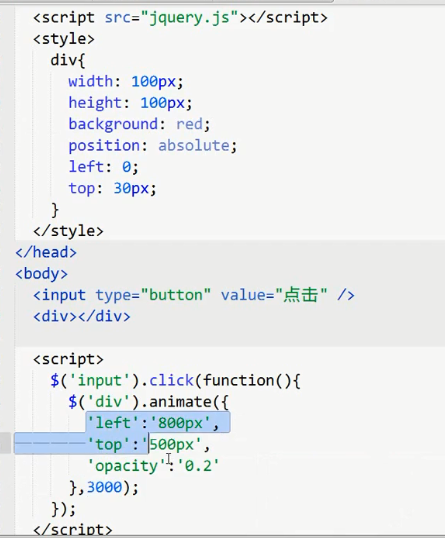 <script src="jquery.js"></script>
<style>
div{
width: 100px;
height: 100px;
background: red;
position: absolute;
left: 0;
top: 30px;
}
</style>
</head>
<body>
<input type="button" value="点击" />
<div></div>
<script>
$('input').click(function(){
$('div').animate({
'left':'800px',
'top':'500px',
'opacity':'0.2'
},3000);
});
</script>